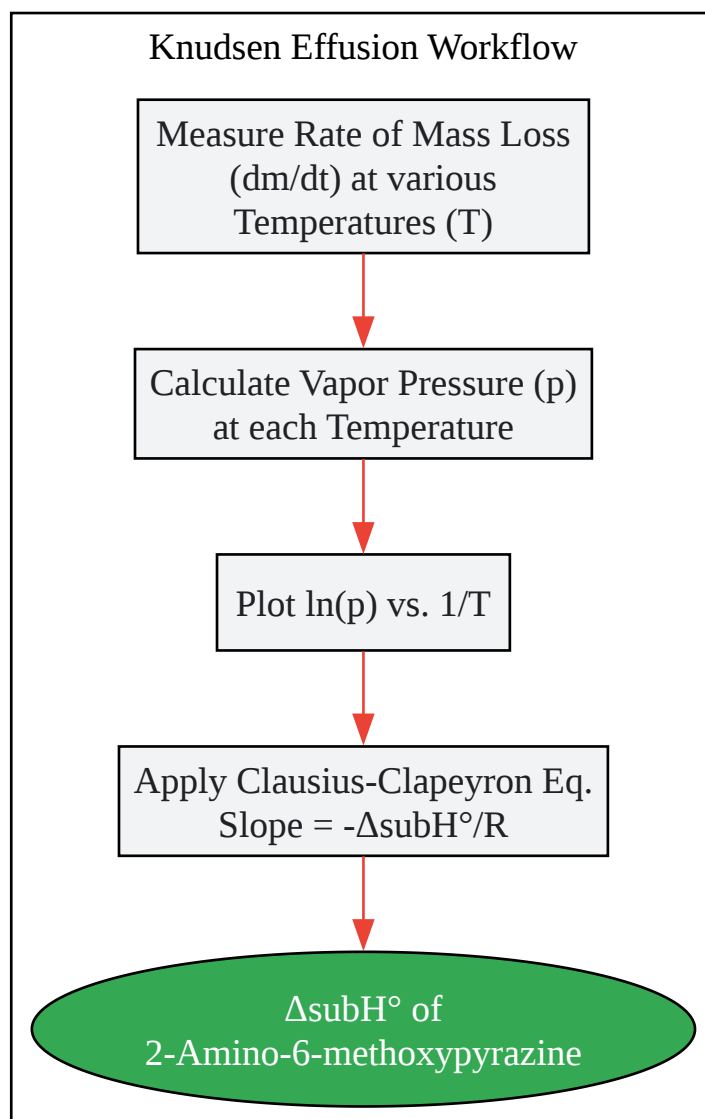 Knudsen Effusion Workflow
Measure Rate of Mass Loss
(dm/dt) at various
Temperatures (T)
Calculate Vapor Pressure (p)
at each Temperature
Plot ln(p) vs. 1/T
Apply Clausius-Clapeyron Eq.
Slope = -ΔsubH°/R
ΔsubH° of
2-Amino-6-methoxypyrazine